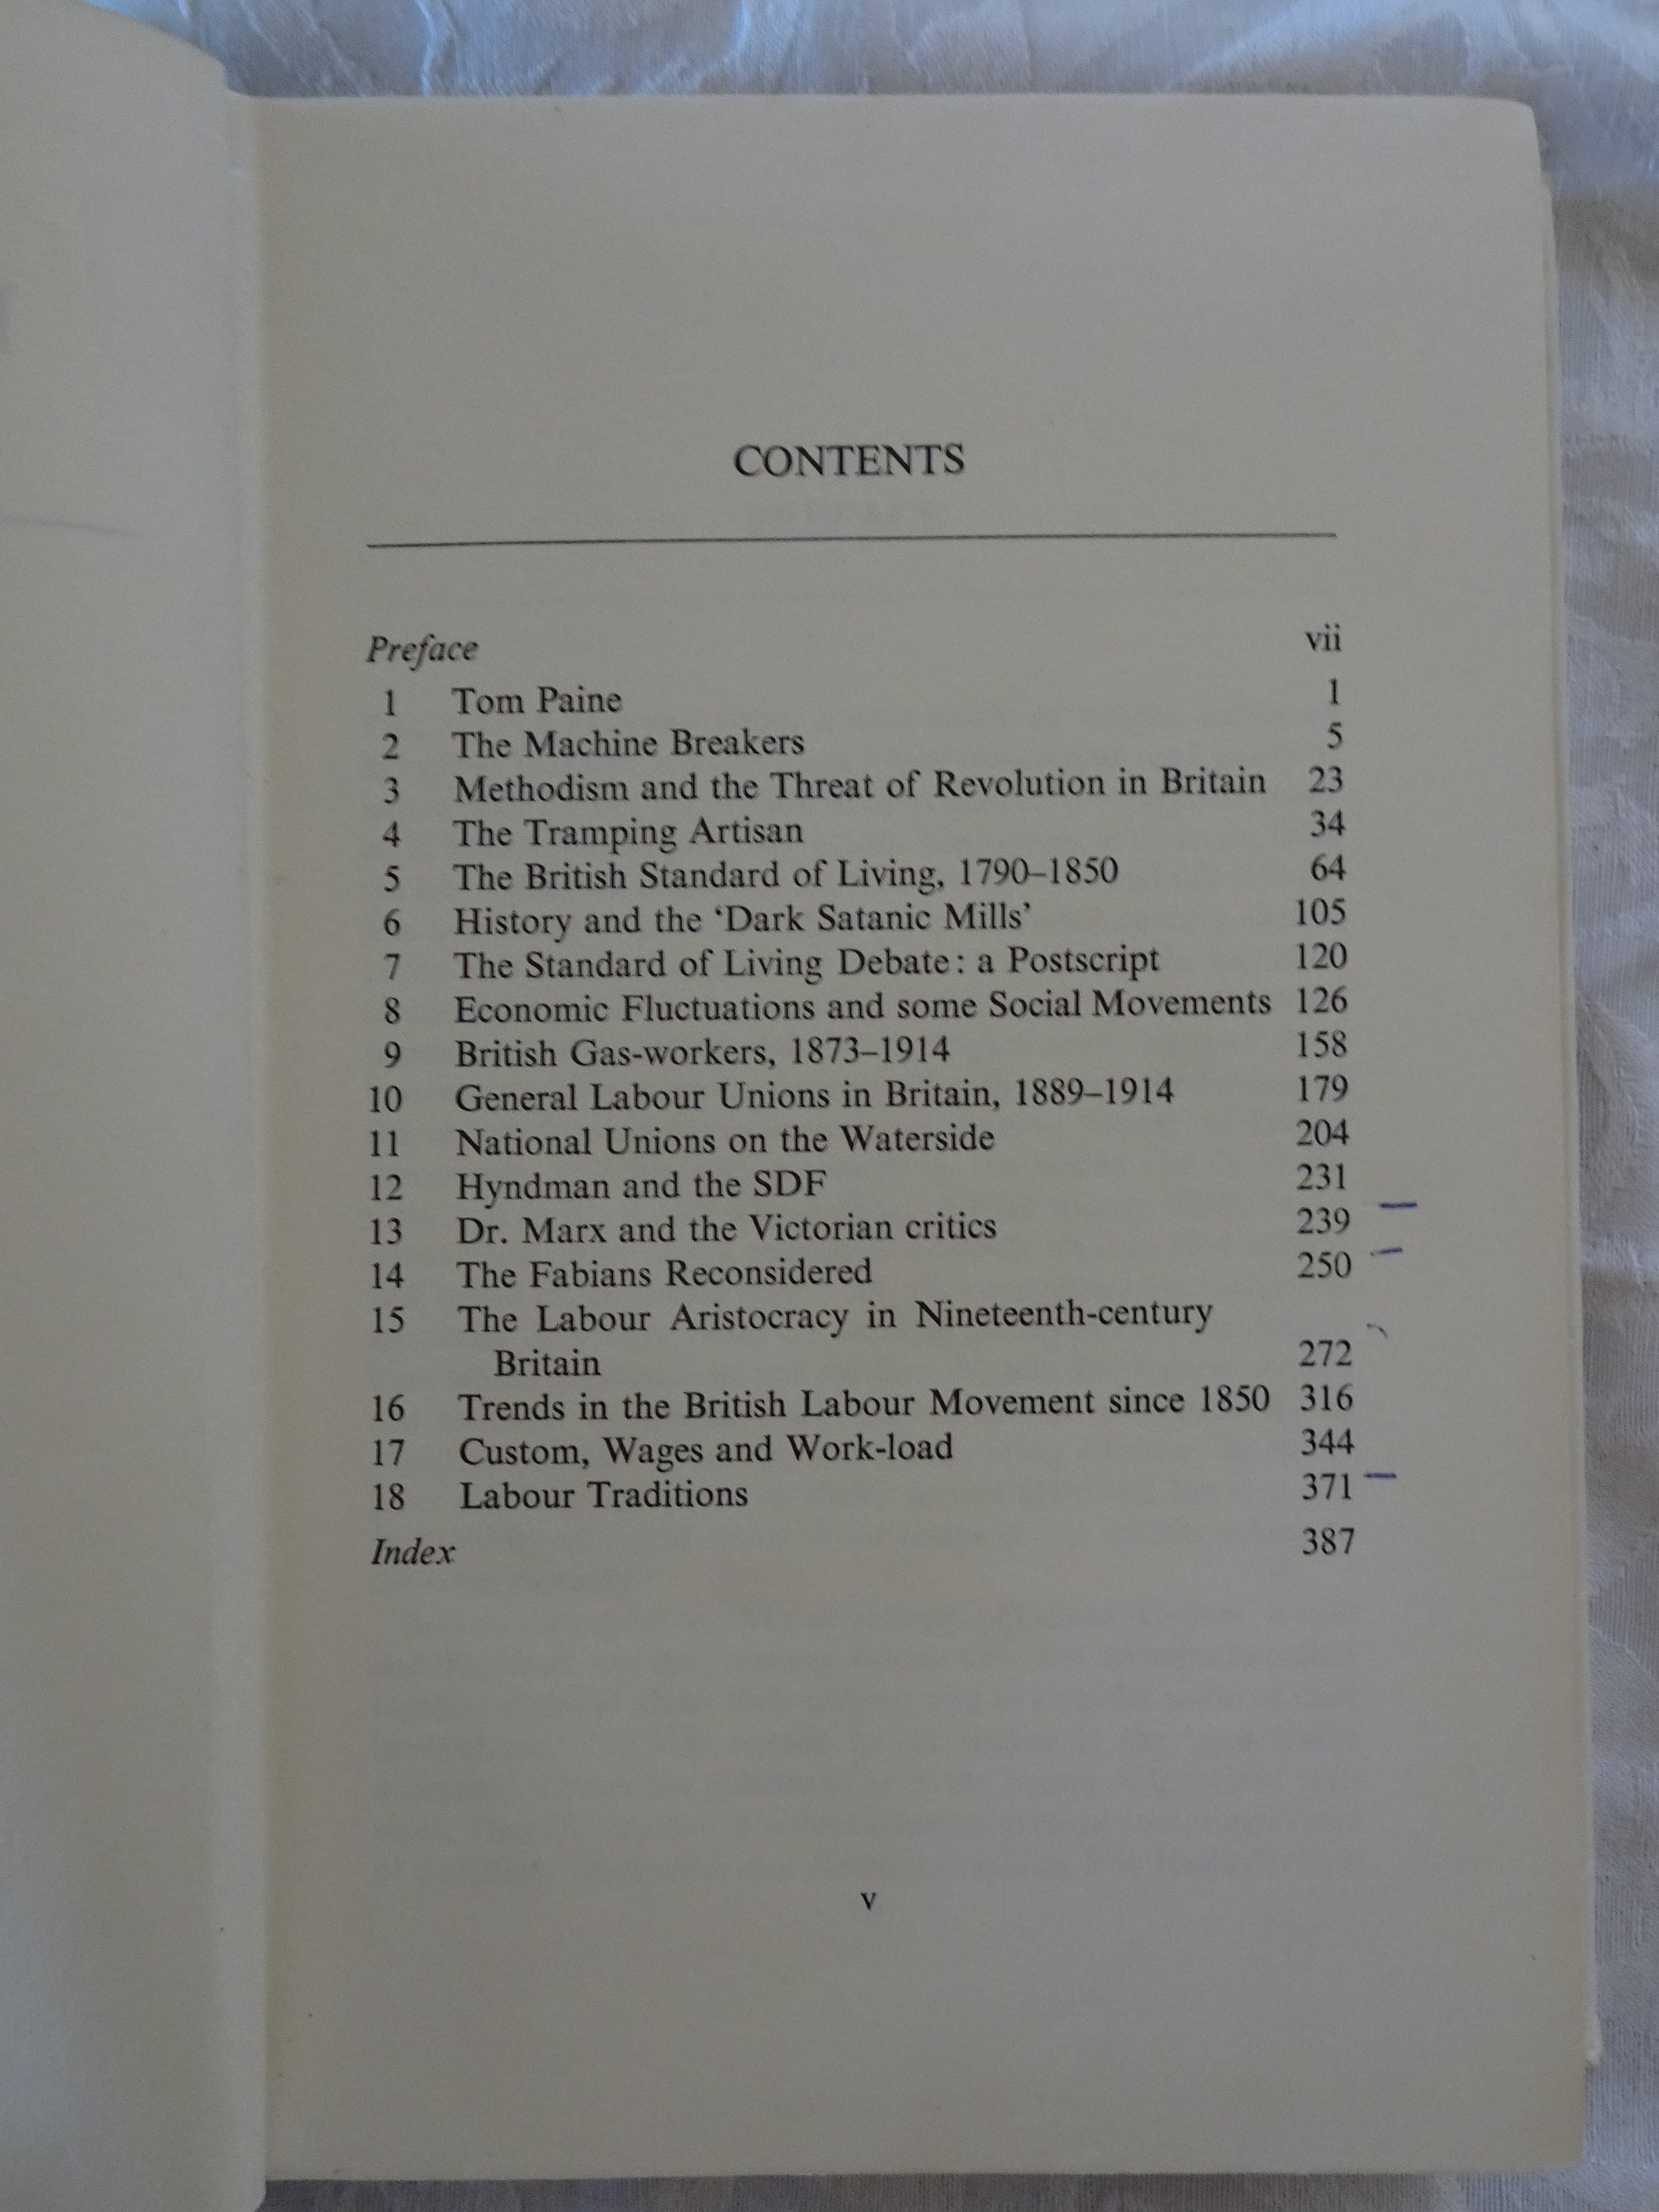 CONTENTS
Preface vii
1 Tom Paine 1
2 The Machine Breakers 5
3 Methodism and the Threat of Revolution in Britain 23
4 The Tramping Artisan 34
5 The British Standard of Living, 1790–1850 64
6 History and the ‘Dark Satanic Mills’ 105
7 The Standard of Living Debate: a Postscript 120
8 Economic Fluctuations and some Social Movements 126
9 British Gas-workers, 1873–1914 158
10 General Labour Unions in Britain, 1889–1914 179
11 National Unions on the Waterside 204
12 Hyndman and the SDF 231
13 Dr. Marx and the Victorian critics 239
14 The Fabians Reconsidered 250
15 The Labour Aristocracy in Nineteenth-century
Britain 272
16 Trends in the British Labour Movement since 1850 316
17 Custom, Wages and Work-load 344
18 Labour Traditions 371
Index 387
v